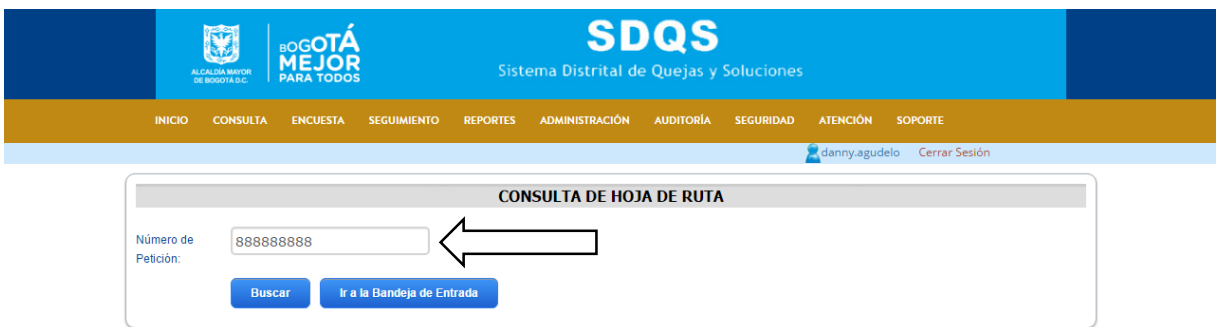 ALCALDÍA MAYOR
DE BOGOTÁ D.C.
BOGOTÁ
MEJOR
PARA TODOS
SDQS
Sistema Distrital de Quejas y Soluciones
INICIO CONSULTA ENCUESTA SEGUIMIENTO REPORTES ADMINISTRACIÓN AUDITORÍA SEGURIDAD ATENCIÓN SOPORTE
danny.agudelo Cerrar Sesión
CONSULTA DE HOJA DE RUTA
Número de
Petición:
888888888
Buscar Ir a la Bandeja de Entrada